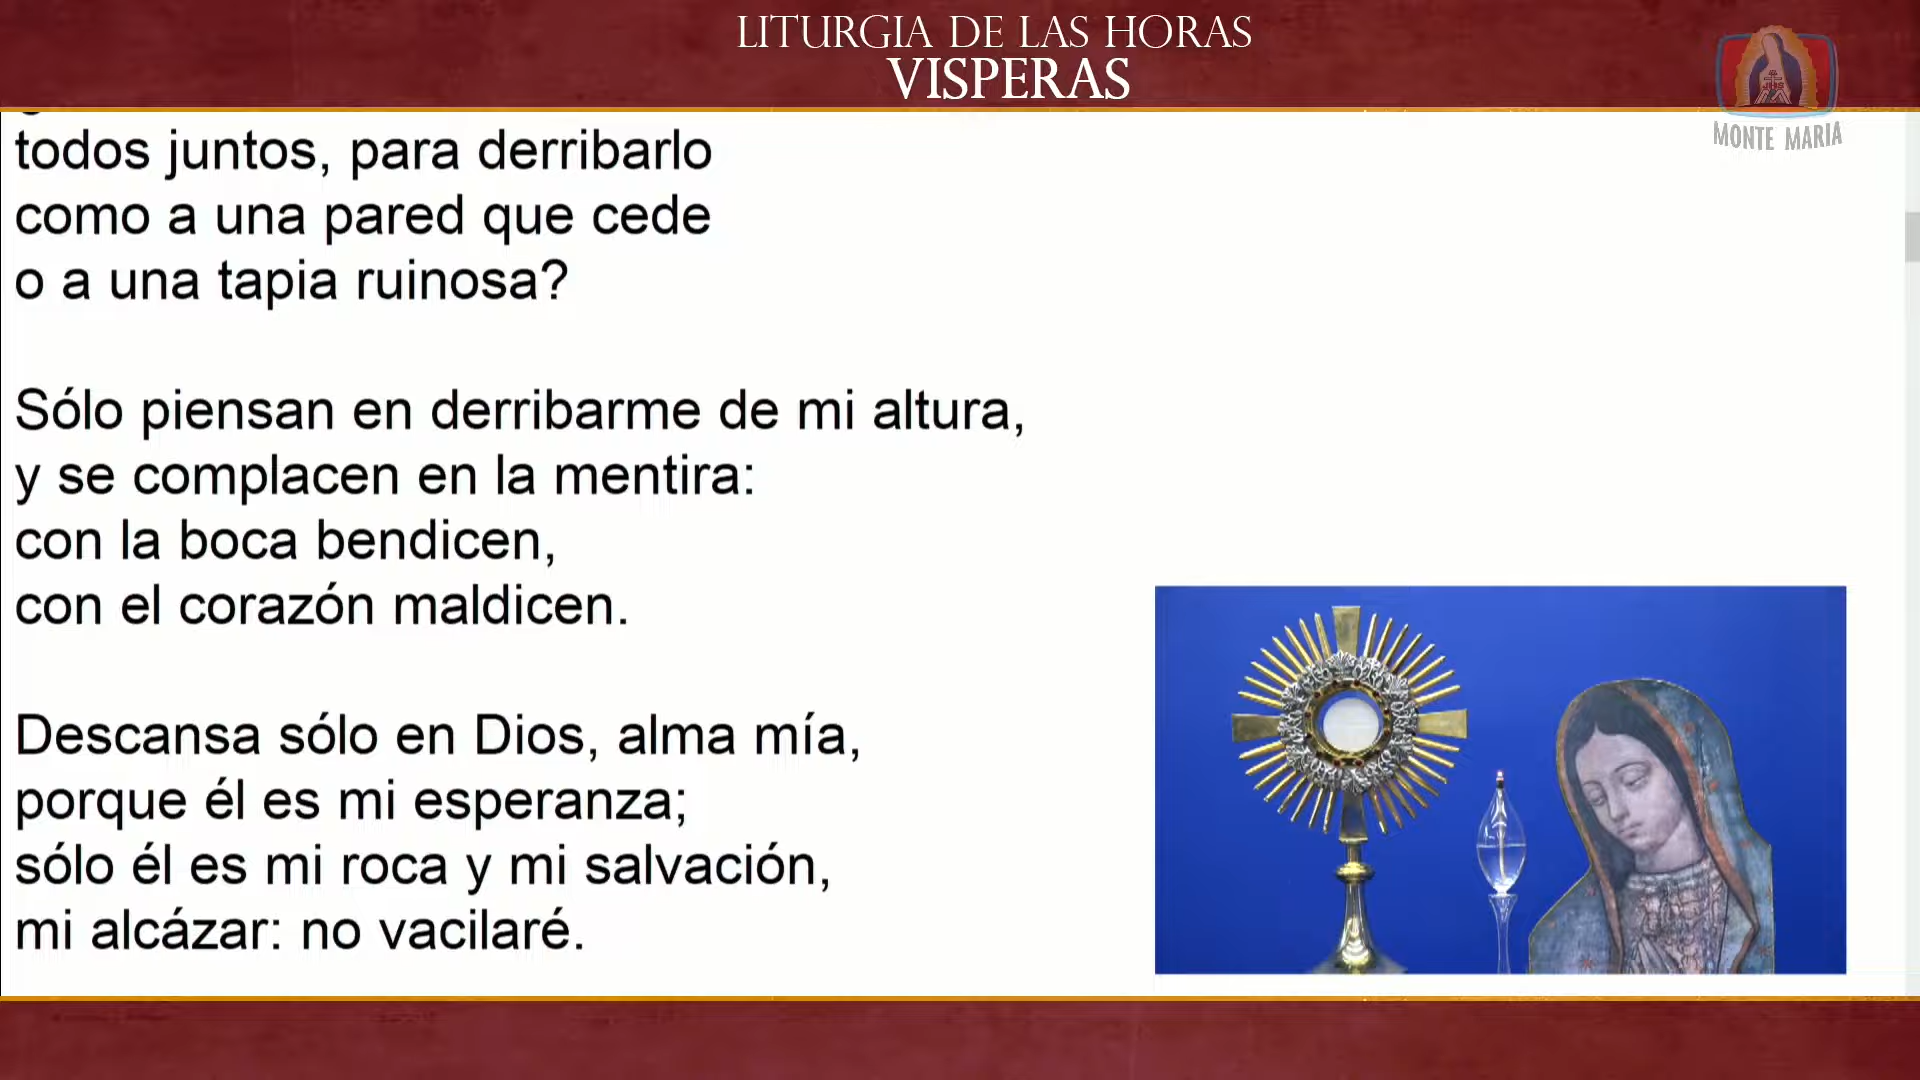 LITURGIA DE LAS HORAS
VISPERAS
MONTE MARIA
todos juntos, para derribarlo
como a una pared que cede
o a una tapia ruinosa?
Sólo piensan en derribarme de mi altura,
y se complacen en la mentira:
con la boca bendicen,
con el corazón maldicen.
Descansa sólo en Dios, alma mía,
porque él es mi esperanza;
sólo él es mi roca y mi salvación,
mi alcázar: no vacilaré.